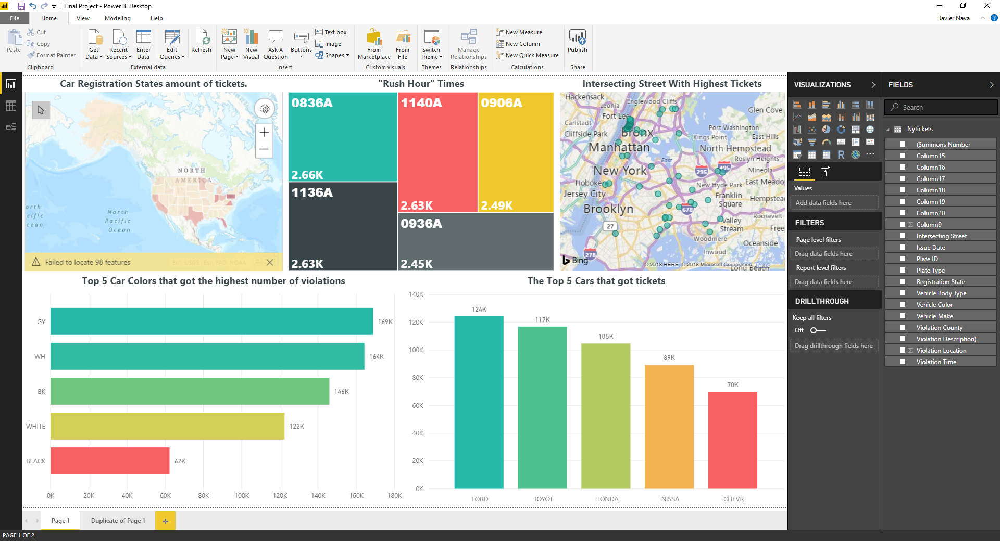 Final Project - Power BI Desktop
File Home View Modeling Help
Javier Nava
Paste
Cut
Copy
Format Painter
Clipboard
Get Data
Recent Sources
Enter Data
Edit Queries
Refresh
External data
New Page
New Visual
Ask A Question
Buttons
Text box
Image
Shapes
Insert
From Marketplace
From File
Custom visuals
Switch Theme
Themes
Manage Relationships
Relationships
New Measure
New Column
New Quick Measure
Calculations
Publish
Share
Car Registration States amount of tickets.
NORTH
AMERICA
North
Pacific
Ocean
orth
cific
cean
Failed to locate 98 features
Esri, USGS | Esri, FAO, NOAA
"Rush Hour" Times
0836A
2.66K
1136A
2.63K
1140A
2.63K
0906A
2.49K
0936A
2.45K
Intersecting Street With Highest Tickets
Hackensack
Leonia
Englewood Cliffs
Glen Cove
Fort Lee
Carlstadt
Port Washington
Cliffside Park
Bronx
Kings Point
East Hills
Manhattan
North Hempstead
East
Roslyn Heights
New York
295
495
Mineola
Hoboken
New Hyde Park
East Meado
Jersey City
Franklin
Square
Hempstea
Brooklyn
678
Roosevelt
27
Valley
Stream
Free
Woodmere
Oceanside
278
Inwood
Bing
© 2018 HERE, © 2018 Microsoft Corporation Terms
Long Beach
Top 5 Car Colors that got the highest number of violations
GY 169K
WH 164K
BK 146K
WHITE 122K
BLACK 62K
0K 20K 40K 60K 80K 100K 120K 140K 160K 180K
The Top 5 Cars that got tickets
140K
120K
100K
80K
60K
40K
20K
0K
124K 117K 105K 89K 70K
FORD TOYOT HONDA NISSA CHEVR
VISUALIZATIONS
R
123
Values
Add data fields here
FILTERS
Page level filters
Drag data fields here
Report level filters
Drag data fields here
DRILLTHROUGH
Keep all filters
Off
Drag drillthrough fields here
FIELDS
Search
Nytickets
(Summons Number
Column15
Column16
Column17
Column18
Column19
Column20
Σ Column9
Intersecting Street
Issue Date
Plate ID
Plate Type
Registration State
Vehicle Body Type
Vehicle Color
Vehicle Make
Violation County
Violation Description)
Σ Violation Location
Violation Time
Page 1
Duplicate of Page 1
PAGE 1 OF 2